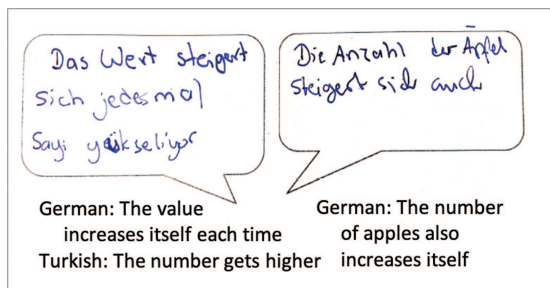 Das Wert steigert
sich jedesmal
Sayi yükseliyor
Die Anzahl der Äpfel
steigert sich auch
German: The value
increases itself each time
Turkish: The number gets higher
German: The number
of apples also
increases itself